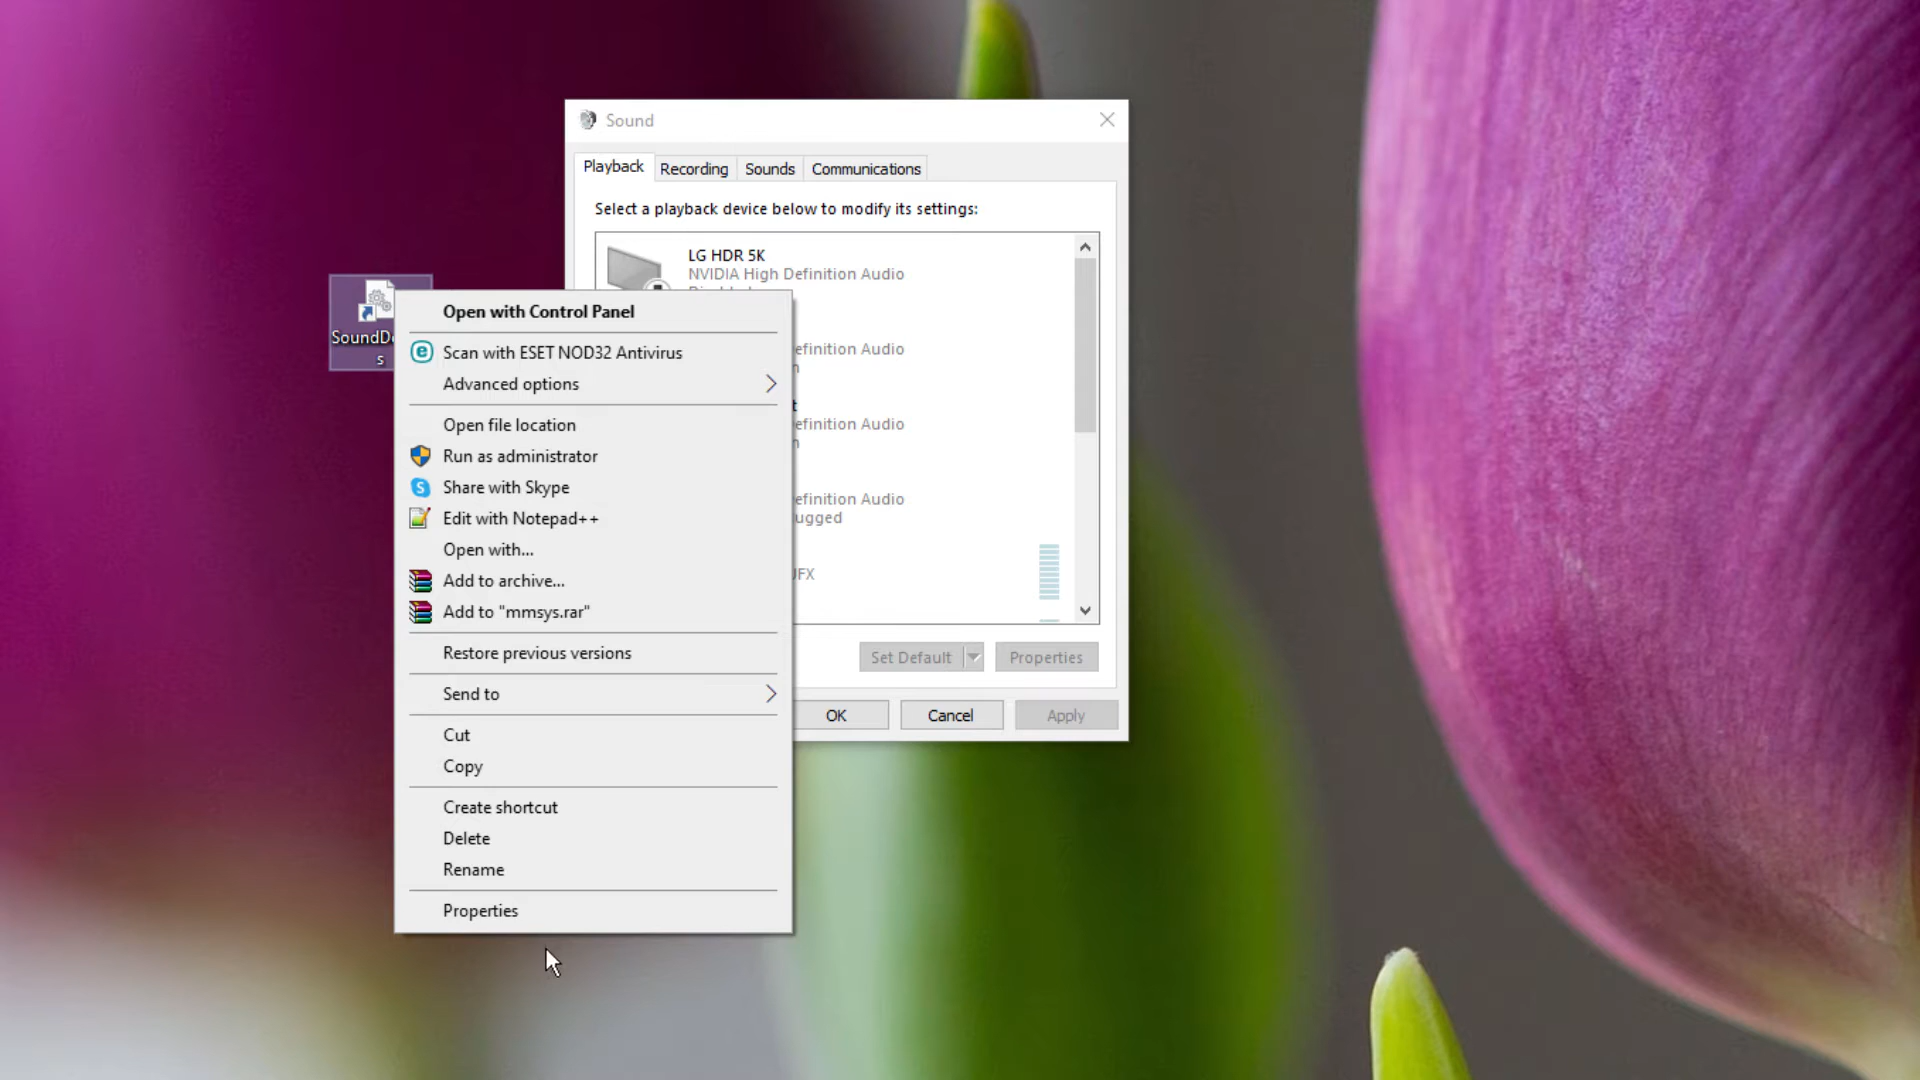 Sound
Playback
Recording
Sounds
Communications
Select a playback device below to modify its settings:
LG HDR 5K
NVIDIA High Definition Audio
efinition Audio
efinition Audio
efinition Audio
ugged
Set Default
Properties
OK
Cancel
Apply
s
Open with Control Panel
Scan with ESET NOD32 Antivirus
Advanced options
Open file location
Run as administrator
Share with Skype
Edit with Notepad++
Open with...
Add to archive...
Add to "mmsys.rar"
Restore previous versions
Send to
Cut
Copy
Create shortcut
Delete
Rename
Properties